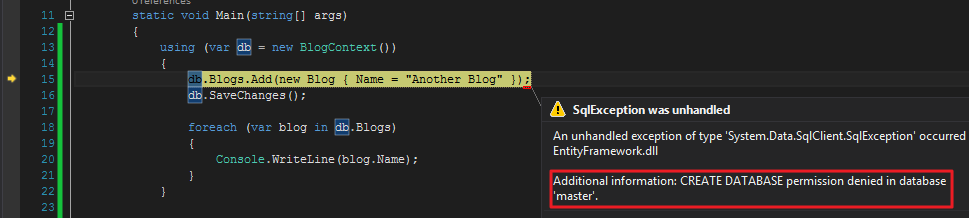 0 references
11 static void Main(string[] args)
12 {
13 using (var db = new BlogContext())
14 {
15 db.Blogs.Add(new Blog { Name = "Another Blog" });
16 db.SaveChanges();
17
18 foreach (var blog in db.Blogs)
19 {
20 Console.WriteLine(blog.Name);
21 }
22 }
23
SqlException was unhandled
An unhandled exception of type 'System.Data.SqlClient.SqlException' occurred
EntityFramework.dll
Additional information: CREATE DATABASE permission denied in database
'master'.